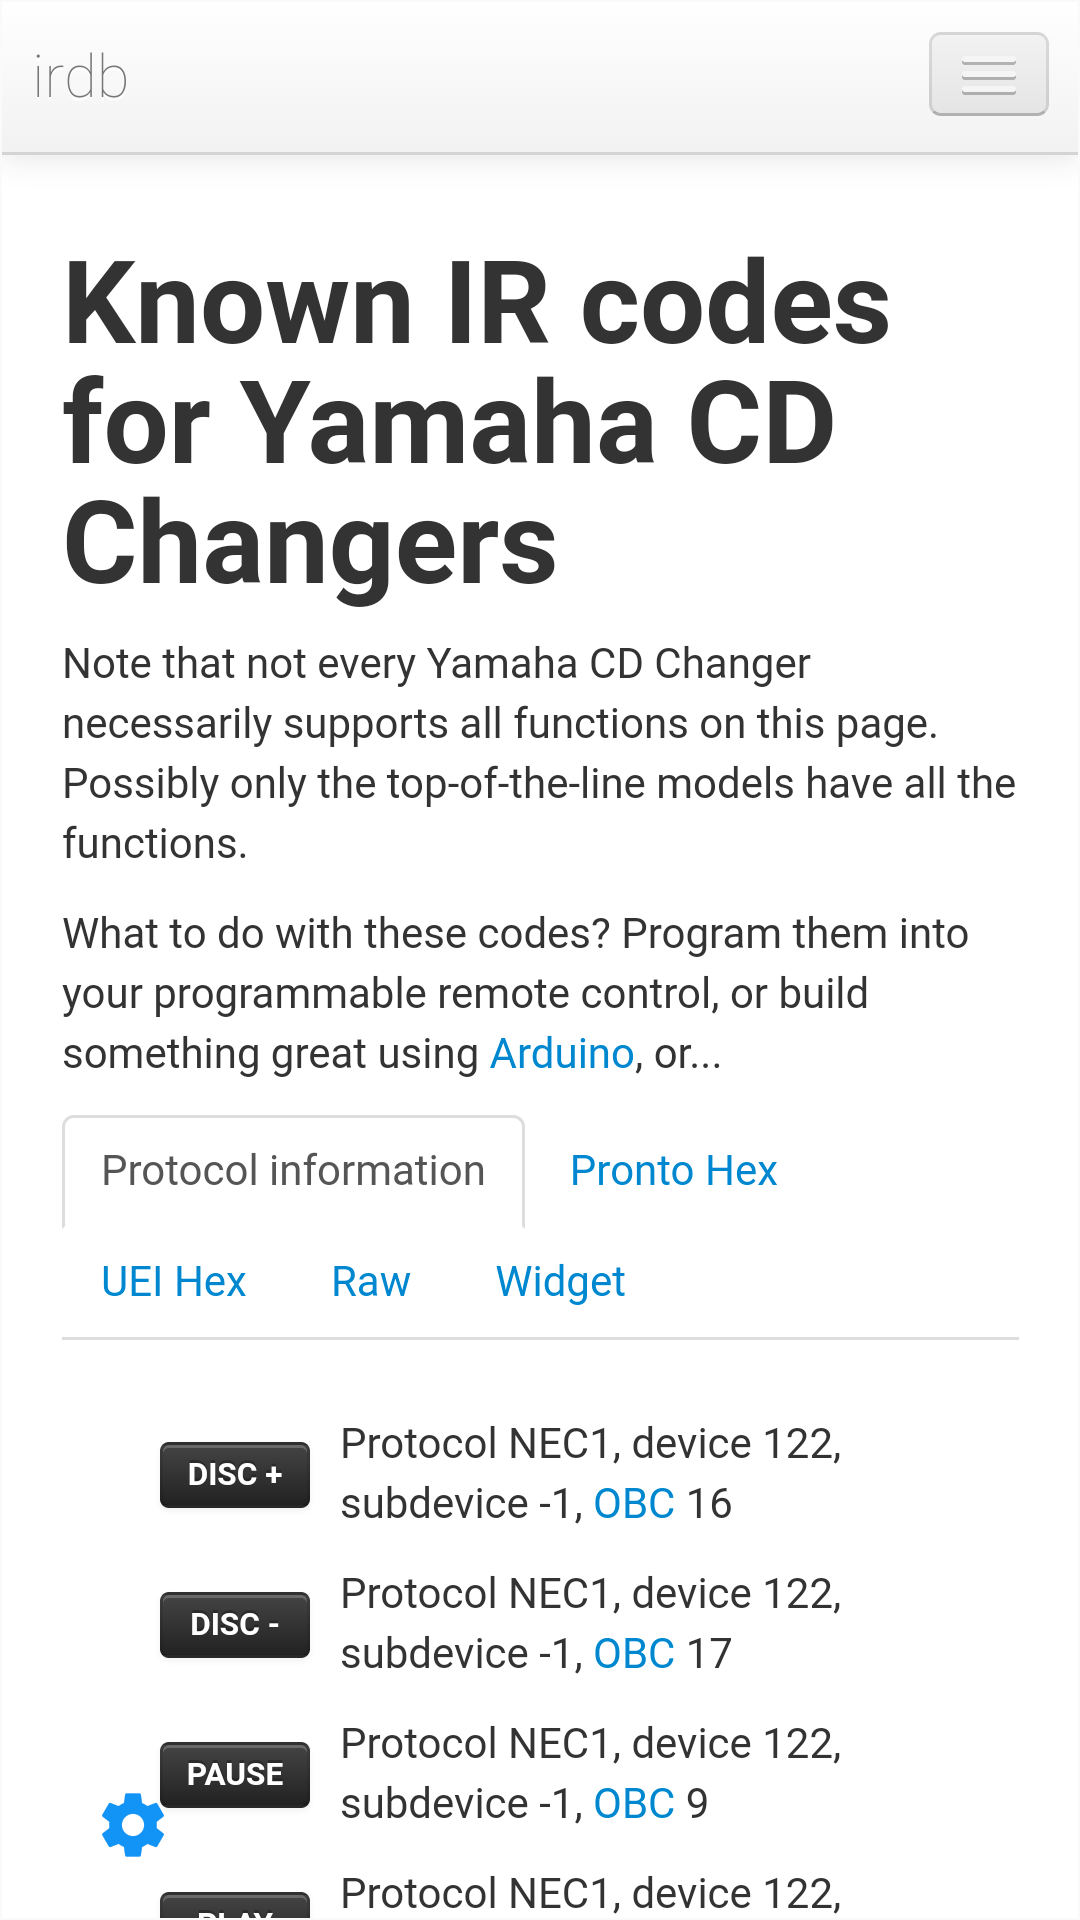 irdb
Known IR codes
for Yamaha CD
Changers
Note that not every Yamaha CD Changer
necessarily supports all functions on this page.
Possibly only the top-of-the-line models have all the
functions.
What to do with these codes? Program them into
your programmable remote control, or build
something great using Arduino, or...
Protocol information
Pronto Hex
UEI Hex
Raw
Widget
DISC +
Protocol NEC1, device 122,
subdevice -1, OBC 16
DISC -
Protocol NEC1, device 122,
subdevice -1, OBC 17
PAUSE
Protocol NEC1, device 122,
subdevice -1, OBC 9
PLAY
Protocol NEC1, device 122,